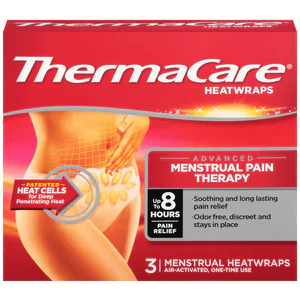 ThermaCare®
HEATWRAPS
ADVANCED
MENSTRUAL PAIN
THERAPY
PATENTED
HEAT CELLS
for Deep
Penetrating Heat
Up To
8
HOURS
PAIN
RELIEF
• Soothing and long lasting
pain relief
• Odor free, discreet and
stays in place
3 MENSTRUAL HEATWRAPS
AIR-ACTIVATED, ONE-TIME USE